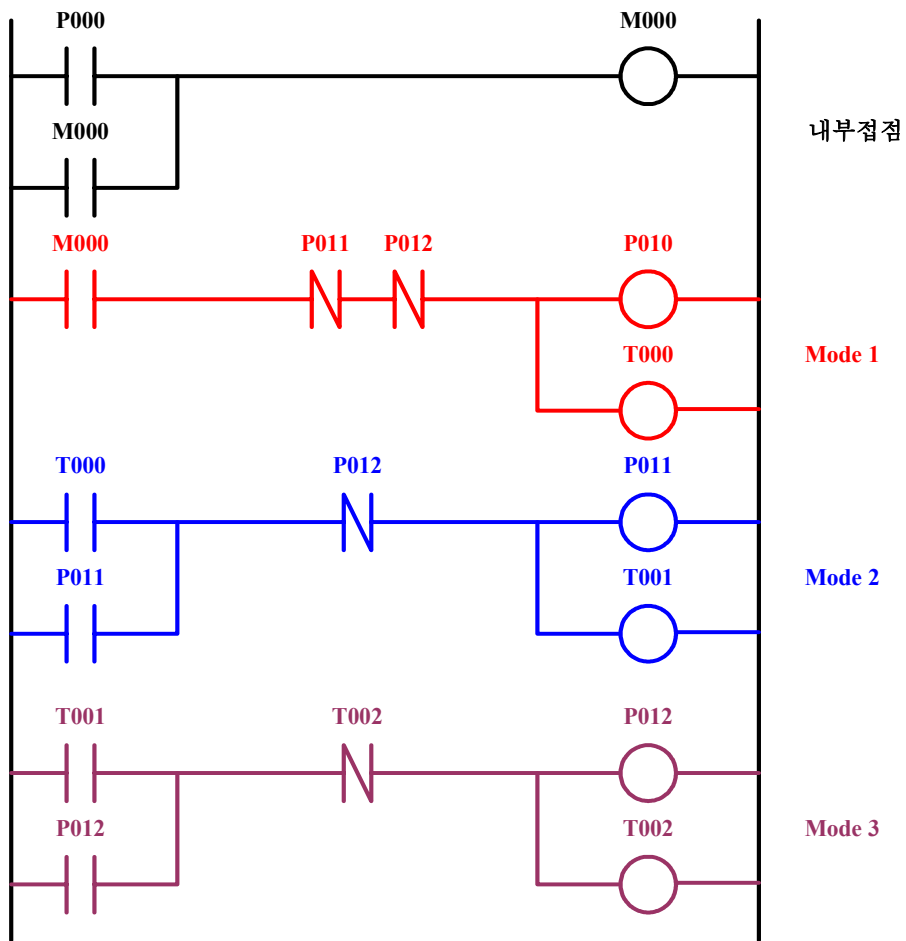 P000 M000
M000
내부접점
M000 P011 P012 P010
T000
Mode 1
T000 P012 P011
P011 T001
Mode 2
T001 T002 P012
P012 T002
Mode 3